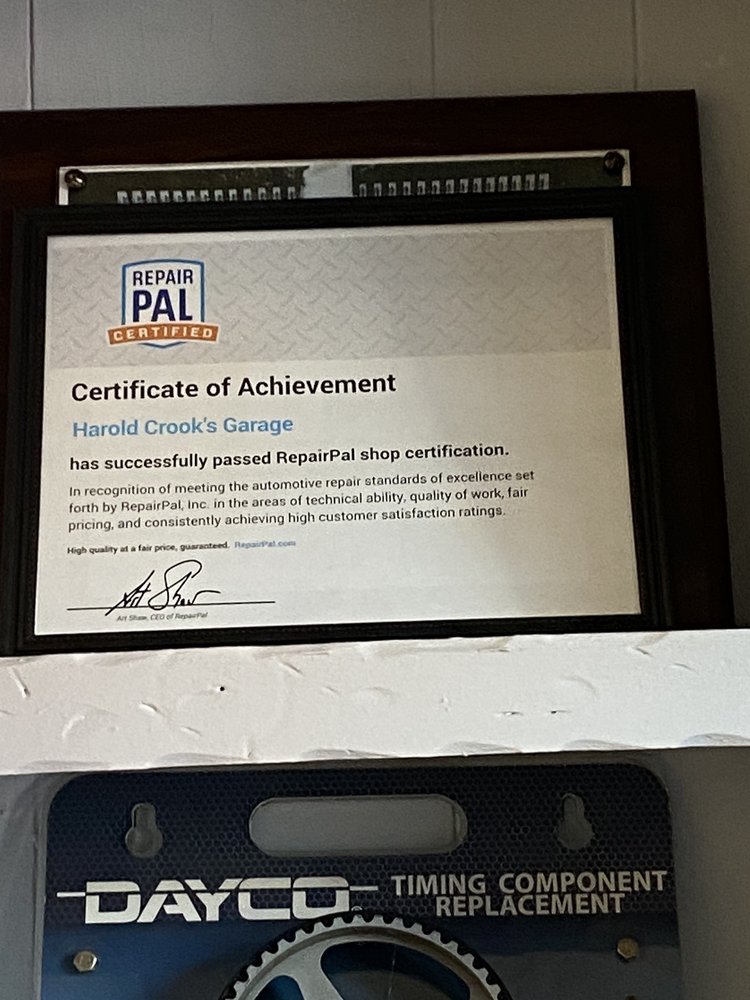 REPAIR
PAL
CERTIFIED
Certificate of Achievement
Harold Crook's Garage
has successfully passed RepairPal shop certification.
In recognition of meeting the automotive repair standards of excellence set
forth by RepairPal, Inc. in the areas of technical ability, quality of work, fair
pricing, and consistently achieving high customer satisfaction ratings.
High quality at a fair price, guaranteed. RepairPal.com
Art Shaw
Art Shaw, CEO of RepairPal
DAYCO® TIMING COMPONENT
REPLACEMENT